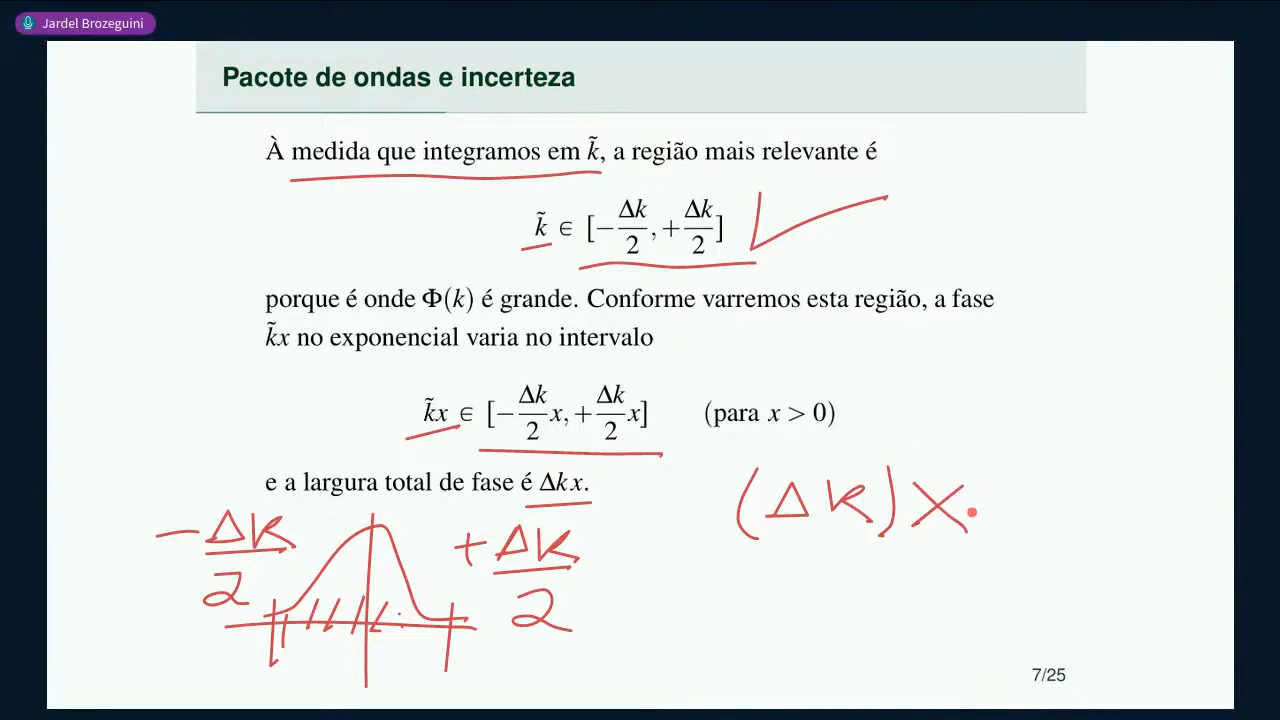 Jardel Brozeguini
Pacote de ondas e incerteza
À medida que integramos em k̃, a região mais relevante é
k̃ ∈ [−Δk/2, +Δk/2]
porque é onde Φ(k) é grande. Conforme varremos esta região, a fase
k̃x no exponencial varia no intervalo
k̃x ∈ [−Δk/2 x, +Δk/2 x] (para x > 0)
e a largura total de fase é Δk x.
(Δk)x
−Δk/2
+Δk/2
7/25